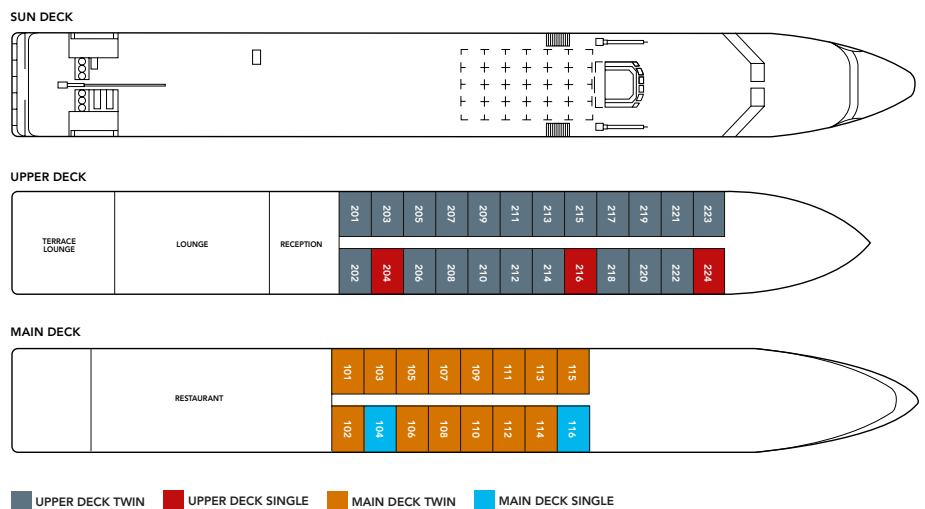 SUN DECK
UPPER DECK
TERRACE
LOUNGE
LOUNGE
RECEPTION
201 203 205 207 209 211 213 215 217 219 221 223
202 204 206 208 210 212 214 216 218 220 222 224
MAIN DECK
RESTAURANT
101 103 105 107 109 111 113 115
102 104 106 108 110 112 114 116
UPPER DECK TWIN UPPER DECK SINGLE MAIN DECK TWIN MAIN DECK SINGLE